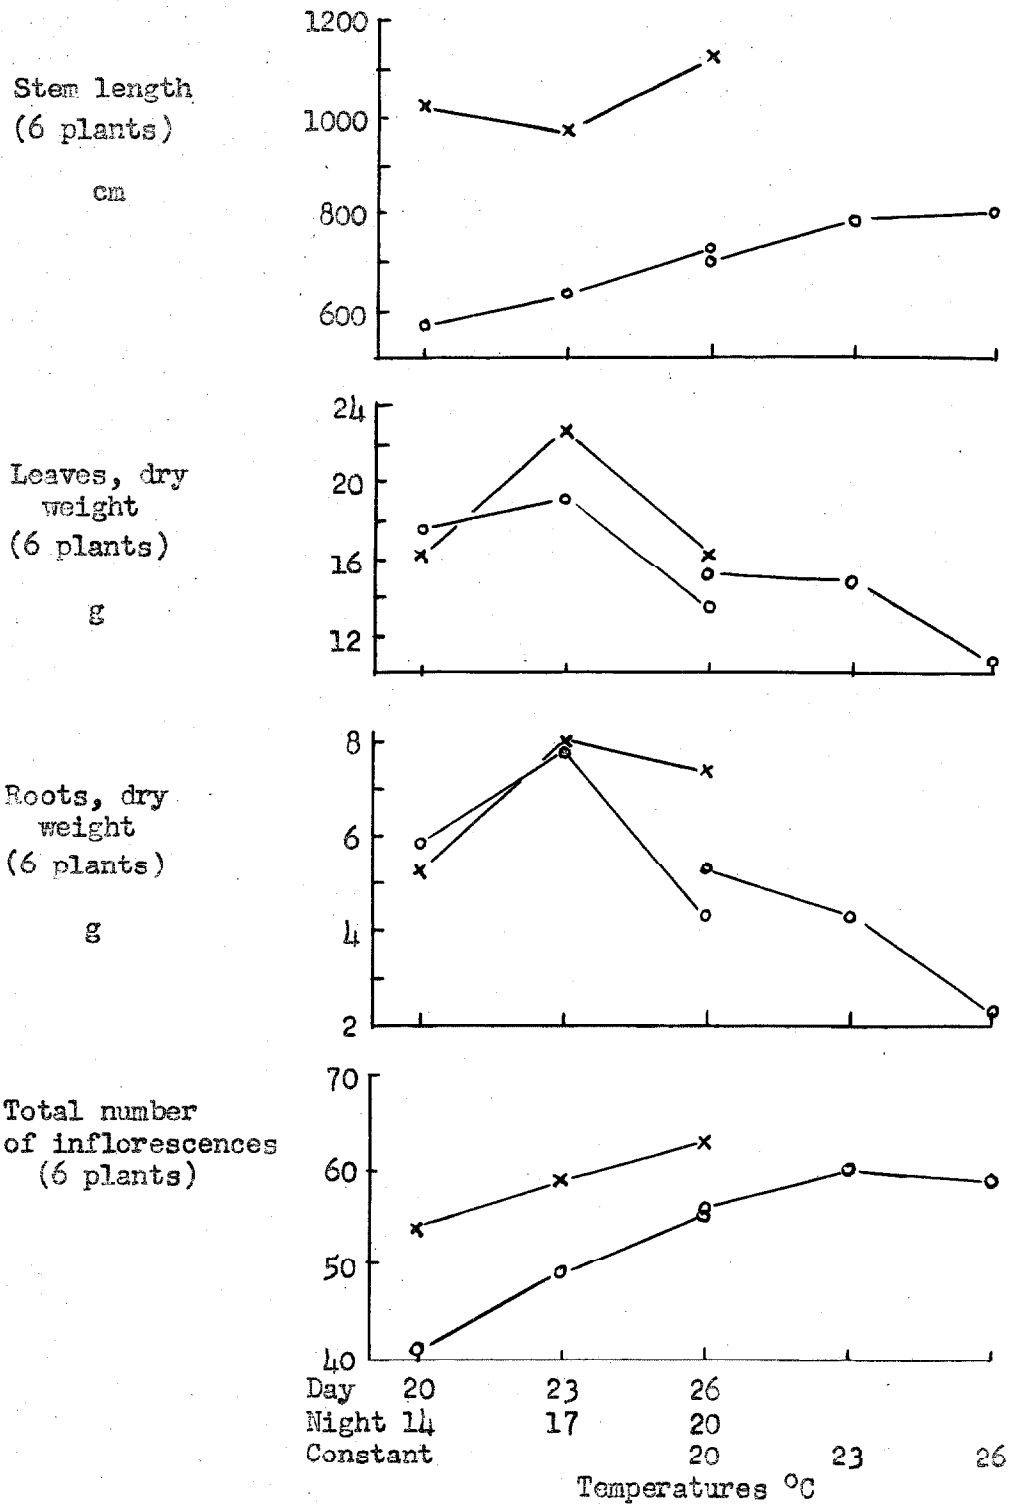 1200
Stem length
(6 plants)
1000
cm
800
600
24
Leaves, dry
weight
(6 plants)
20
16
g
12
8
Roots, dry
weight
(6 plants)
6
g
4
2
70
Total number
of inflorescences
(6 plants)
60
50
40
Day 20 23 26
Night 14 17 20
Constant 20 23 26
Temperatures °C